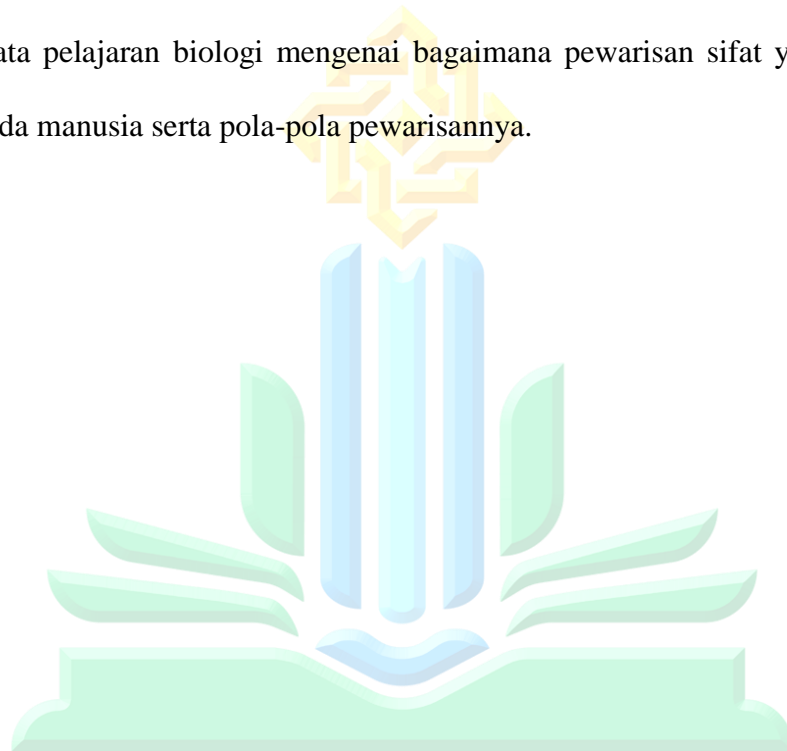 ata pelajaran biologi mengenai bagaimana pewarisan sifat y
da manusia serta pola-pola pewarisannya.